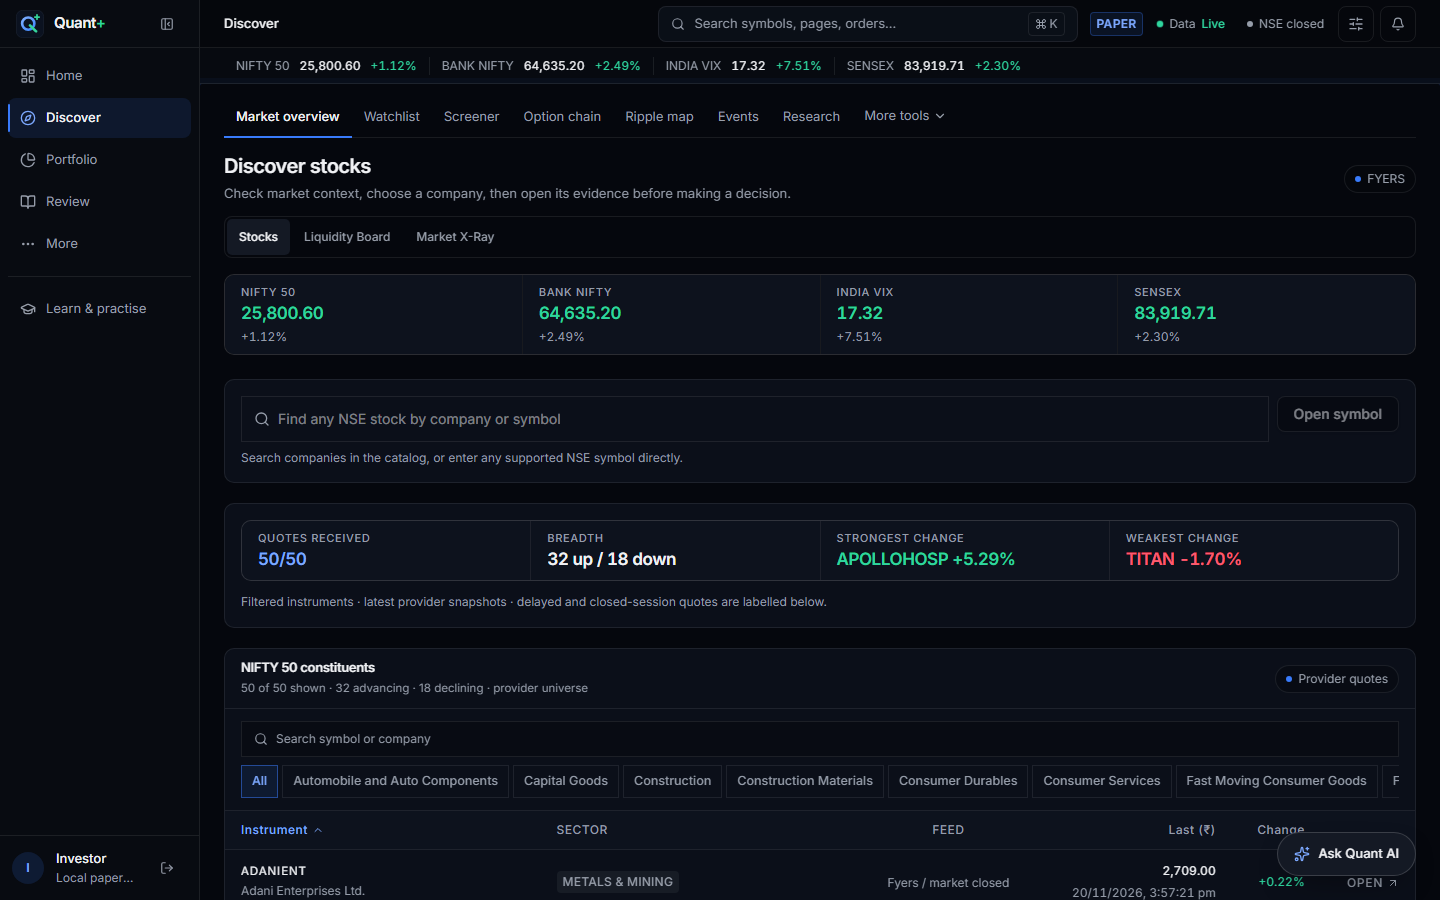 Quant+
Discover
Search symbols, pages, orders...
⌘ K
PAPER
Data Live
NSE closed
Home
Discover
Portfolio
Review
More
Learn & practise
Investor
Local paper...
I
NIFTY 50 25,800.60 +1.12%
BANK NIFTY 64,635.20 +2.49%
INDIA VIX 17.32 +7.51%
SENSEX 83,919.71 +2.30%
Market overview
Watchlist
Screener
Option chain
Ripple map
Events
Research
More tools
Discover stocks
Check market context, choose a company, then open its evidence before making a decision.
FYERS
Stocks
Liquidity Board
Market X-Ray
NIFTY 50
25,800.60
+1.12%
BANK NIFTY
64,635.20
+2.49%
INDIA VIX
17.32
+7.51%
SENSEX
83,919.71
+2.30%
Find any NSE stock by company or symbol
Open symbol
Search companies in the catalog, or enter any supported NSE symbol directly.
QUOTES RECEIVED
50/50
BREADTH
32 up / 18 down
STRONGEST CHANGE
APOLLOHOSP +5.29%
WEAKEST CHANGE
TITAN -1.70%
Filtered instruments · latest provider snapshots · delayed and closed-session quotes are labelled below.
NIFTY 50 constituents
50 of 50 shown · 32 advancing · 18 declining · provider universe
Provider quotes
Search symbol or company
All
Automobile and Auto Components
Capital Goods
Construction
Construction Materials
Consumer Durables
Consumer Services
Fast Moving Consumer Goods
F
Instrument
SECTOR
FEED
Last (₹)
Change
ADANIENT
Adani Enterprises Ltd.
METALS & MINING
Fyers / market closed
2,709.00
20/11/2026, 3:57:21 pm
+0.22%
OPEN
Ask Quant AI